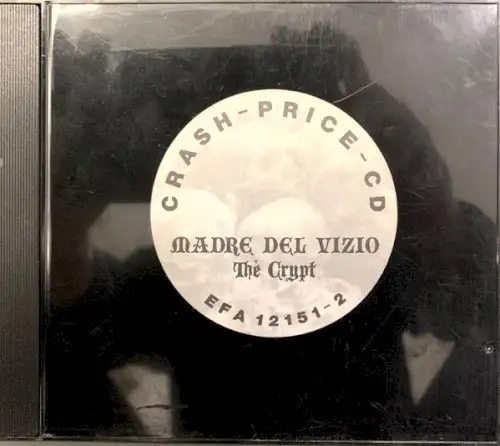 CRASH-PRICE-CD
MADRE DEL VIZIO
The Crypt
EFA 12151-2